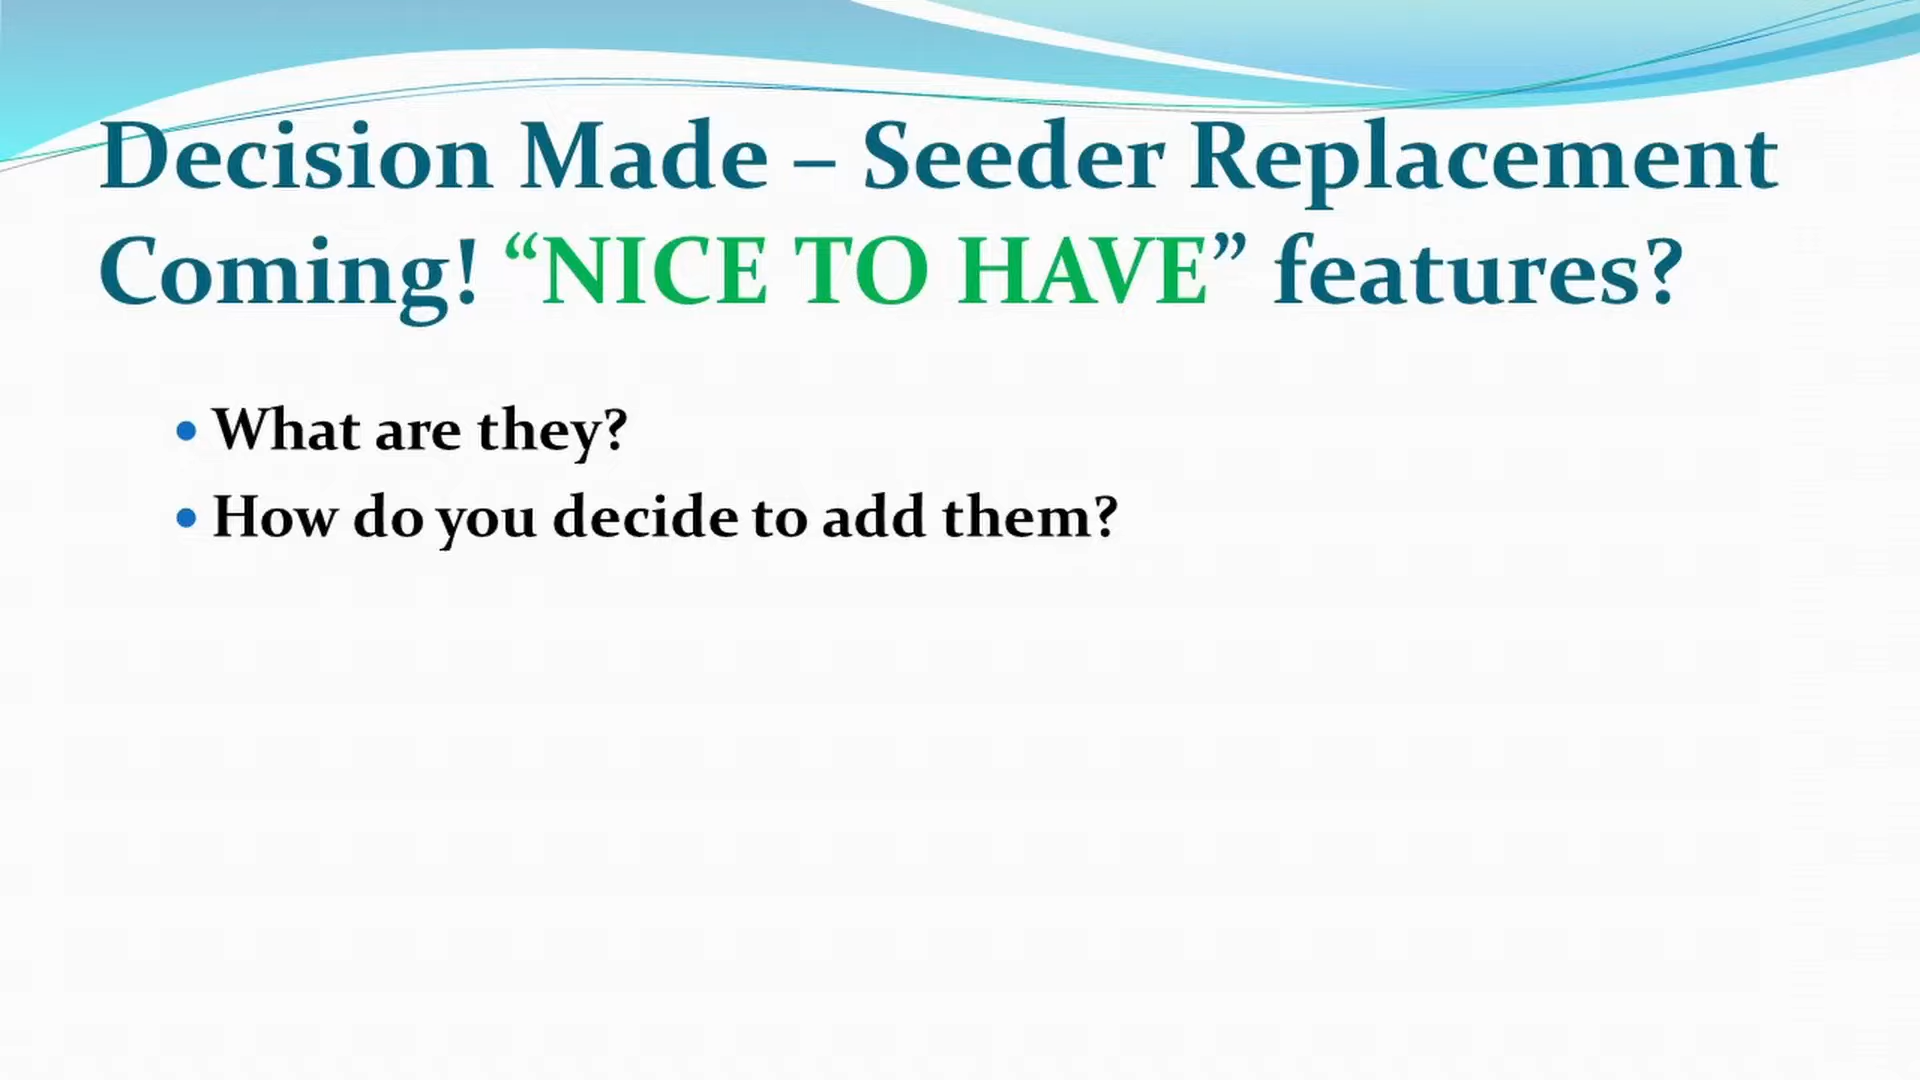 Decision Made – Seeder Replacement
Coming! “NICE TO HAVE” features?
• What are they?
• How do you decide to add them?